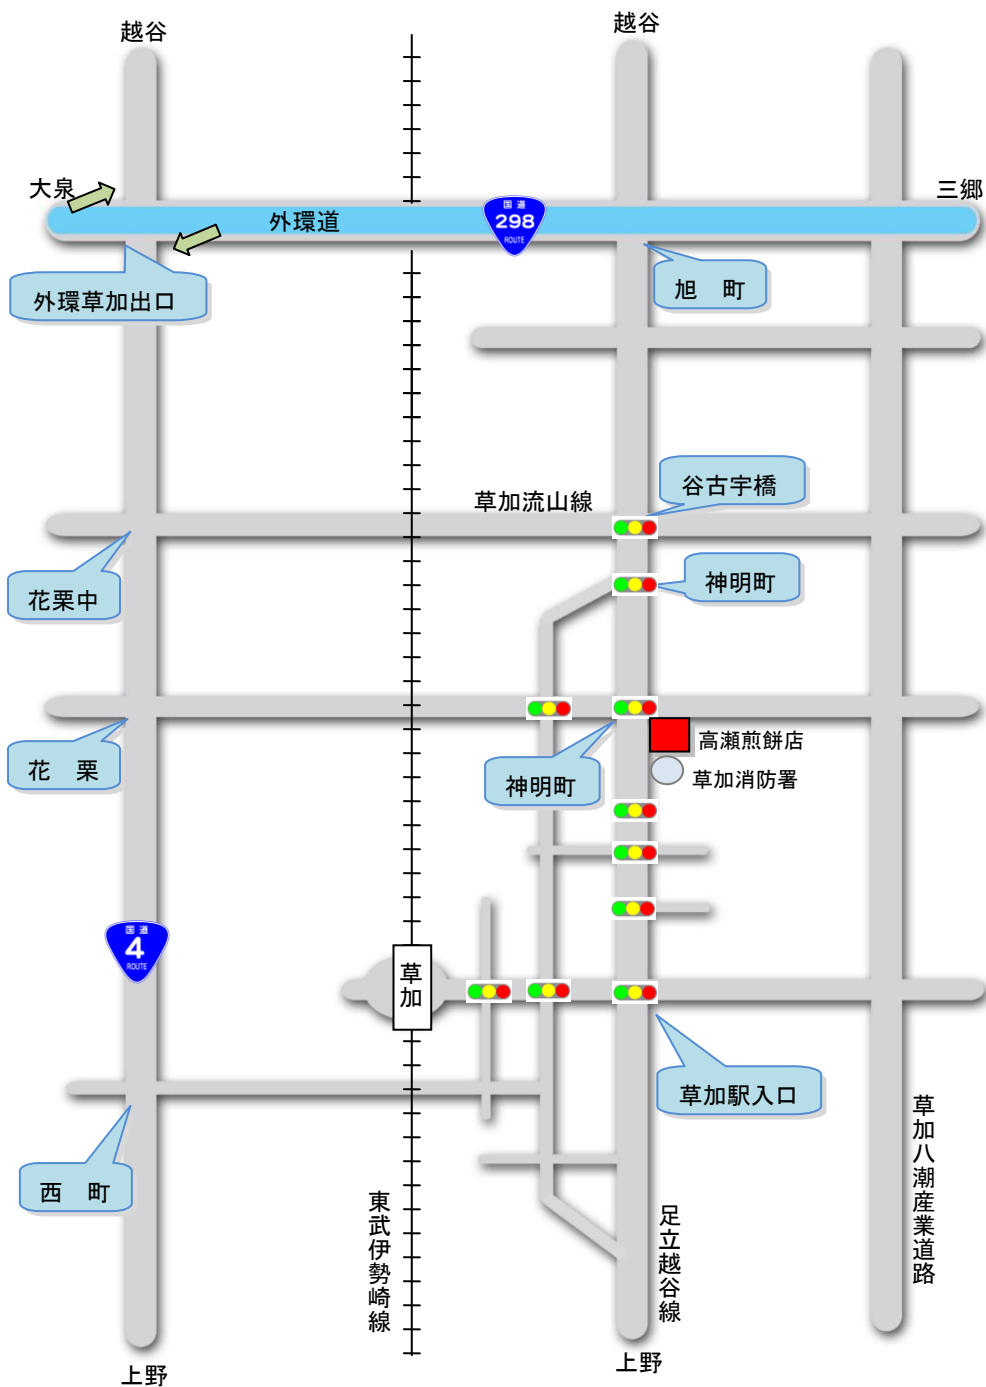 越谷
越谷
大泉
三郷
外環道
国道
298
ROUTE
外環草加出口
旭　町
谷古宇橋
草加流山線
神明町
花栗中
高瀬煎餅店
草加消防署
花　栗
神明町
国道
4
ROUTE
草加
草加駅入口
西　町
東武伊勢崎線
足立越谷線
草加八潮産業道路
上野
上野